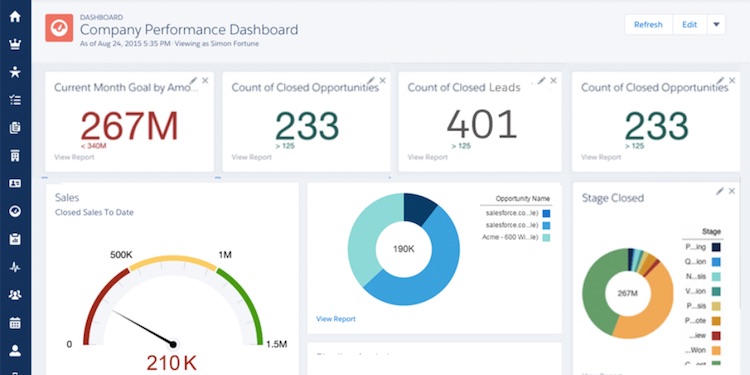 DASHBOARD
Company Performance Dashboard
As of Aug 24, 2015 5:35 PM·Viewing as Simon Fortune
Refresh
Edit
Current Month Goal by Amo...
267M
< 340M
View Report
Count of Closed Opportunities
233
> 125
View Report
Count of Closed Leads
401
> 125
View Report
Count of Closed Opportunities
233
> 125
View Report
Sales
Closed Sales To Date
0
500K
1M
1.5M
210 K
Opportunity Name
salesforce.co...le)
salesforce.co...le)
Acme - 600 Wi...le)
190K
View Report
Stage Closed
Stage
P...ing
Q...ion
N...sis
V...ion
P...sis
P...ote
...iew
...Won
267M